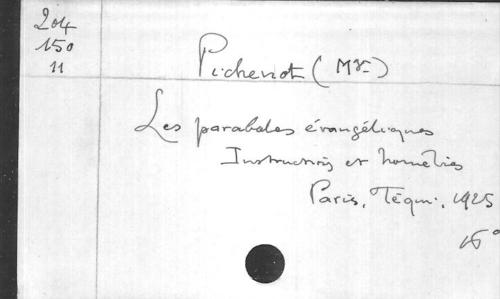 204
150
11
Pichenot (Mgr)
Les paraboles évangéliques
Instructions et homélies
Paris, Téqui, 1925
16°